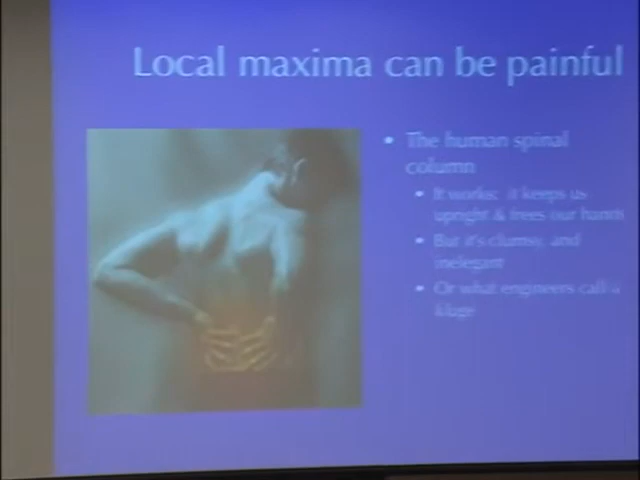 Local maxima can be painful
• The human spinal
column
• It works: it keeps us
upright & frees our hands
• But it's clumsy, and
inelegant
• Or what engineers call a
kluge